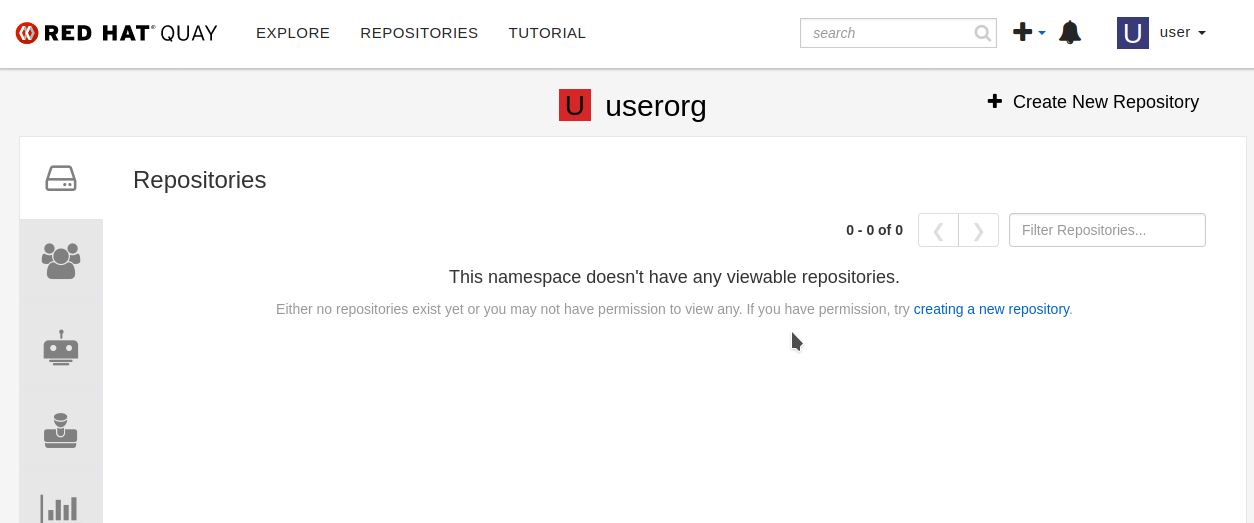 RED HAT® QUAY EXPLORE REPOSITORIES TUTORIAL search U user
U userorg Create New Repository
Repositories
0 - 0 of 0 Filter Repositories...
This namespace doesn't have any viewable repositories.
Either no repositories exist yet or you may not have permission to view any. If you have permission, try creating a new repository.